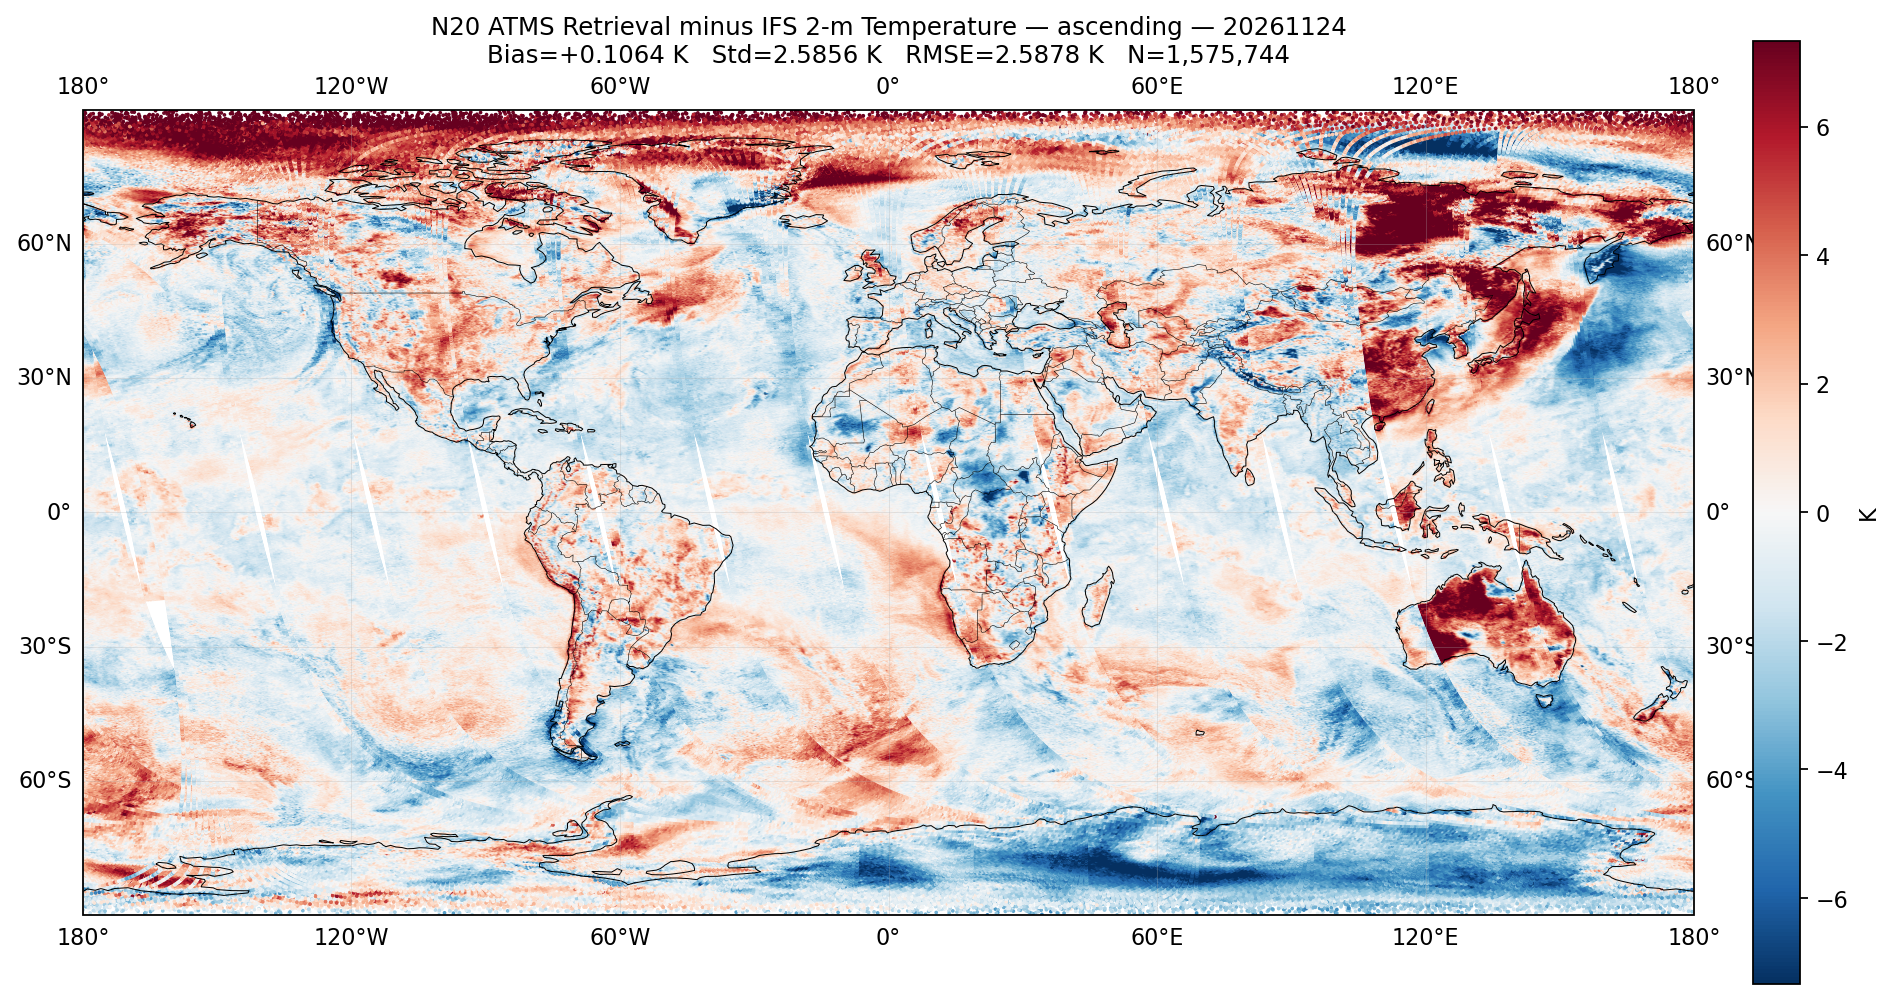 N20 ATMS Retrieval minus IFS 2-m Temperature — ascending — 20261124
Bias=+0.1064 K   Std=2.5856 K   RMSE=2.5878 K   N=1,575,744
180° 120°W 60°W 0° 60°E 120°E 180°
60°N 60°N
30°N 30°N
0° 0°
30°S 30°S
60°S 60°S
180° 120°W 60°W 0° 60°E 120°E 180°
6
4
2
0
−2
−4
−6
K